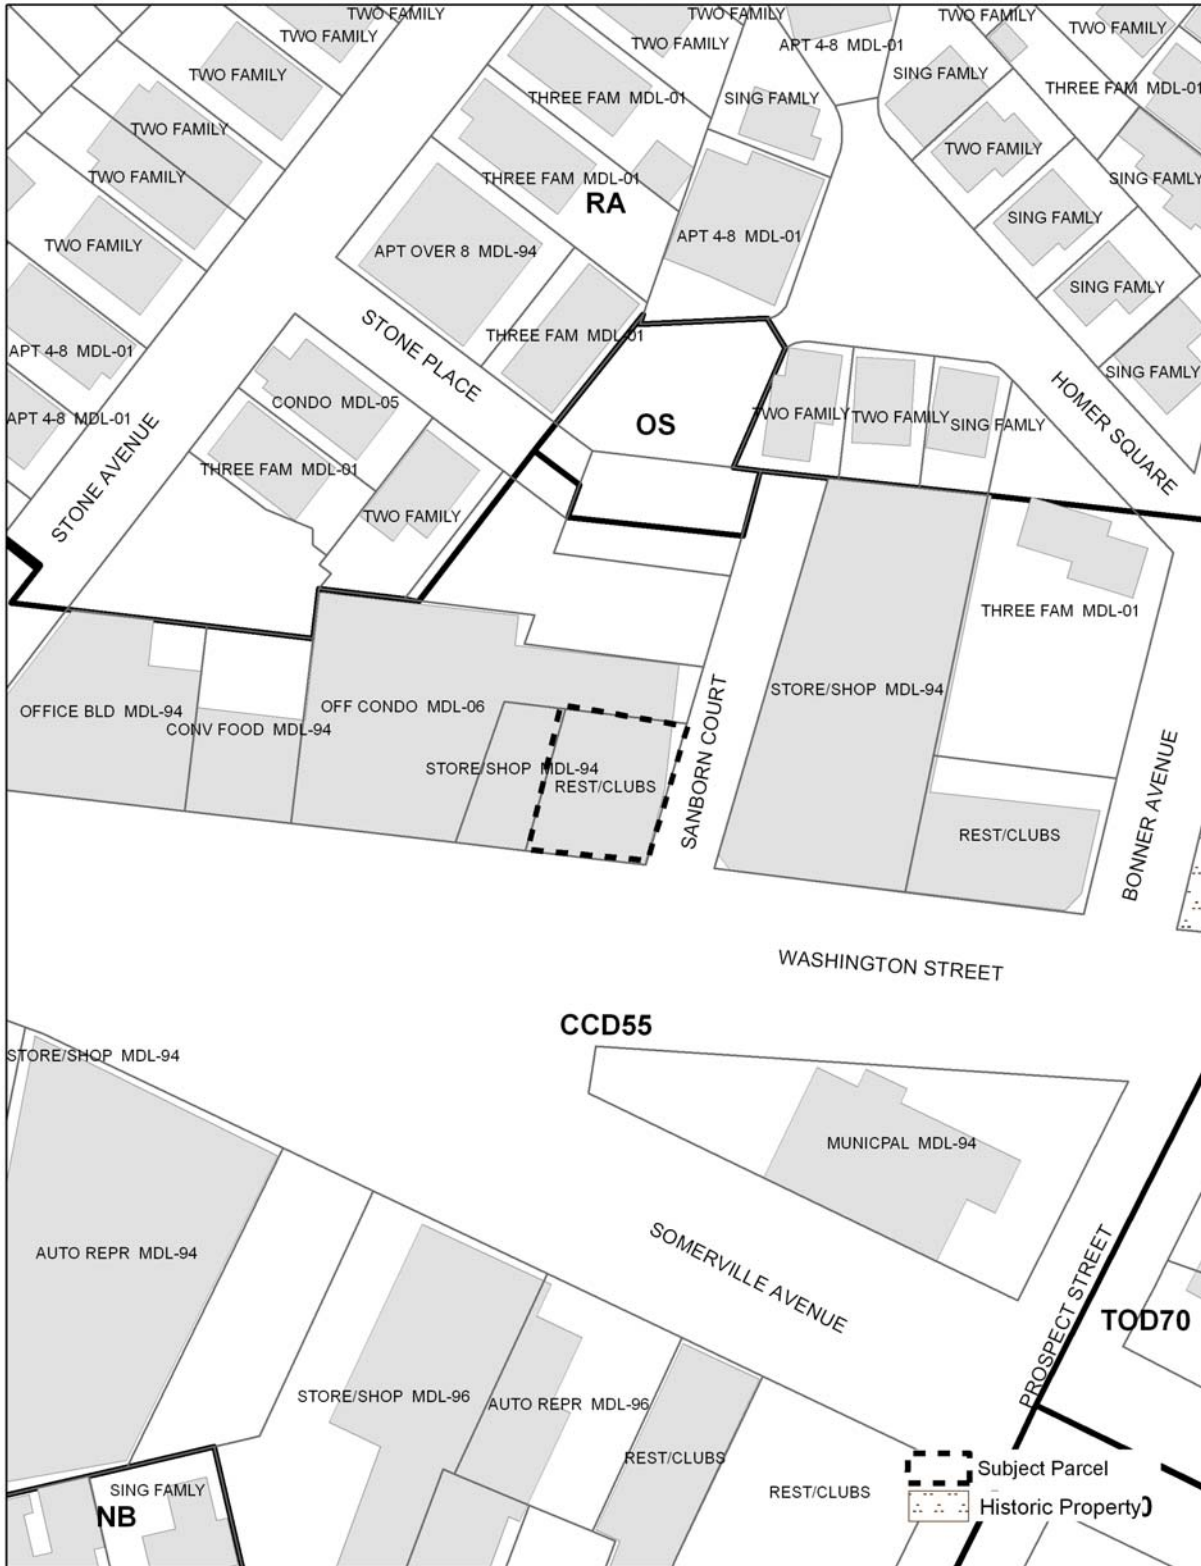 TWO FAMILY
TWO FAMILY
TWO FAMILY
TWO FAMILY
TWO FAMILY
TWO FAMILY
APT 4-8 MDL-01
TWO FAMILY
TWO FAMILY
SING FAMLY
THREE FAM MDL-01
THREE FAM MDL-01
SING FAMLY
TWO FAMILY
TWO FAMILY
TWO FAMILY
THREE FAM MDL-01
SING FAMLY
RA
SING FAMLY
APT 4-8 MDL-01
TWO FAMILY
APT OVER 8 MDL-94
SING FAMLY
STONE PLACE
THREE FAM MDL-01
APT 4-8 MDL-01
SING FAMLY
HOMER SQUARE
CONDO MDL-05
APT 4-8 MDL-01
OS
TWO FAMILY
TWO FAMILY
SING FAMLY
STONE AVENUE
THREE FAM MDL-01
TWO FAMILY
THREE FAM MDL-01
OFFICE BLD MDL-94
CONV FOOD MDL-94
OFF CONDO MDL-06
STORE/SHOP MDL-94
REST/CLUBS
SANBORN COURT
STORE/SHOP MDL-94
REST/CLUBS
BONNER AVENUE
WASHINGTON STREET
CCD55
STORE/SHOP MDL-94
MUNICPAL MDL-94
AUTO REPR MDL-94
SOMERVILLE AVENUE
PROSPECT STREET
TOD70
STORE/SHOP MDL-96
AUTO REPR MDL-96
REST/CLUBS
REST/CLUBS
SING FAMLY
NB
Subject Parcel
Historic Property